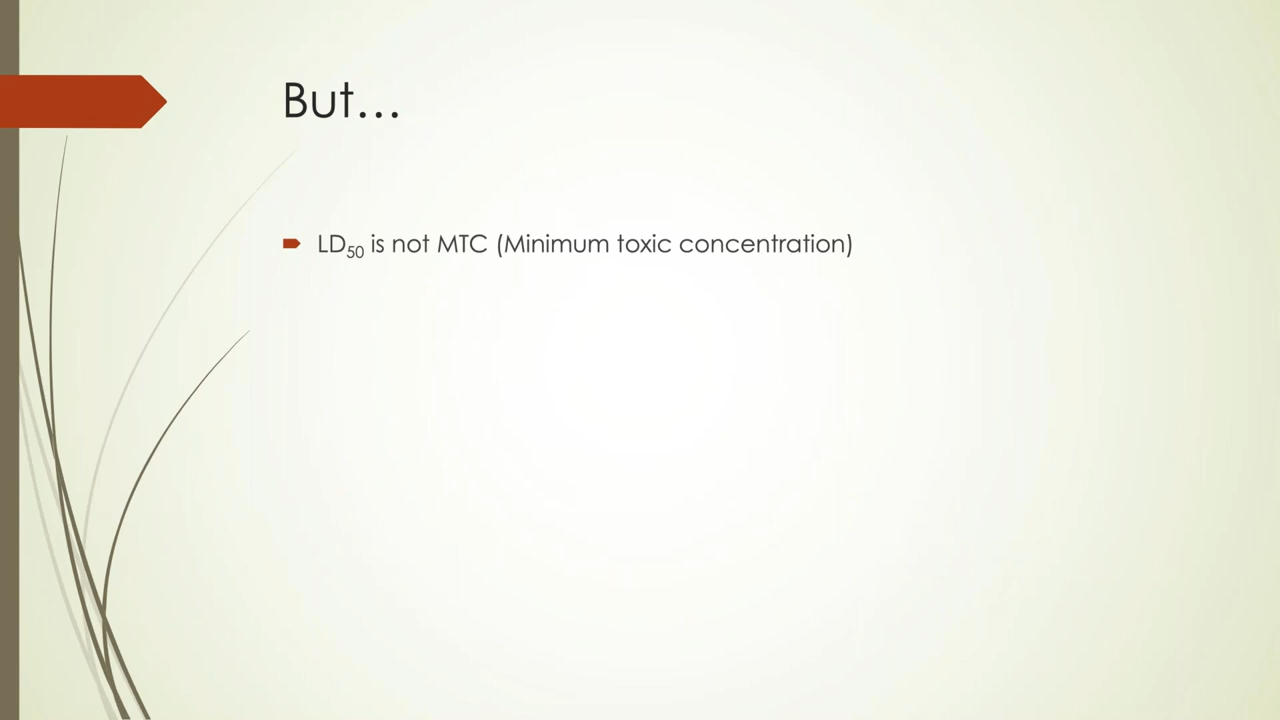 But…
LD₅₀ is not MTC (Minimum toxic concentration)